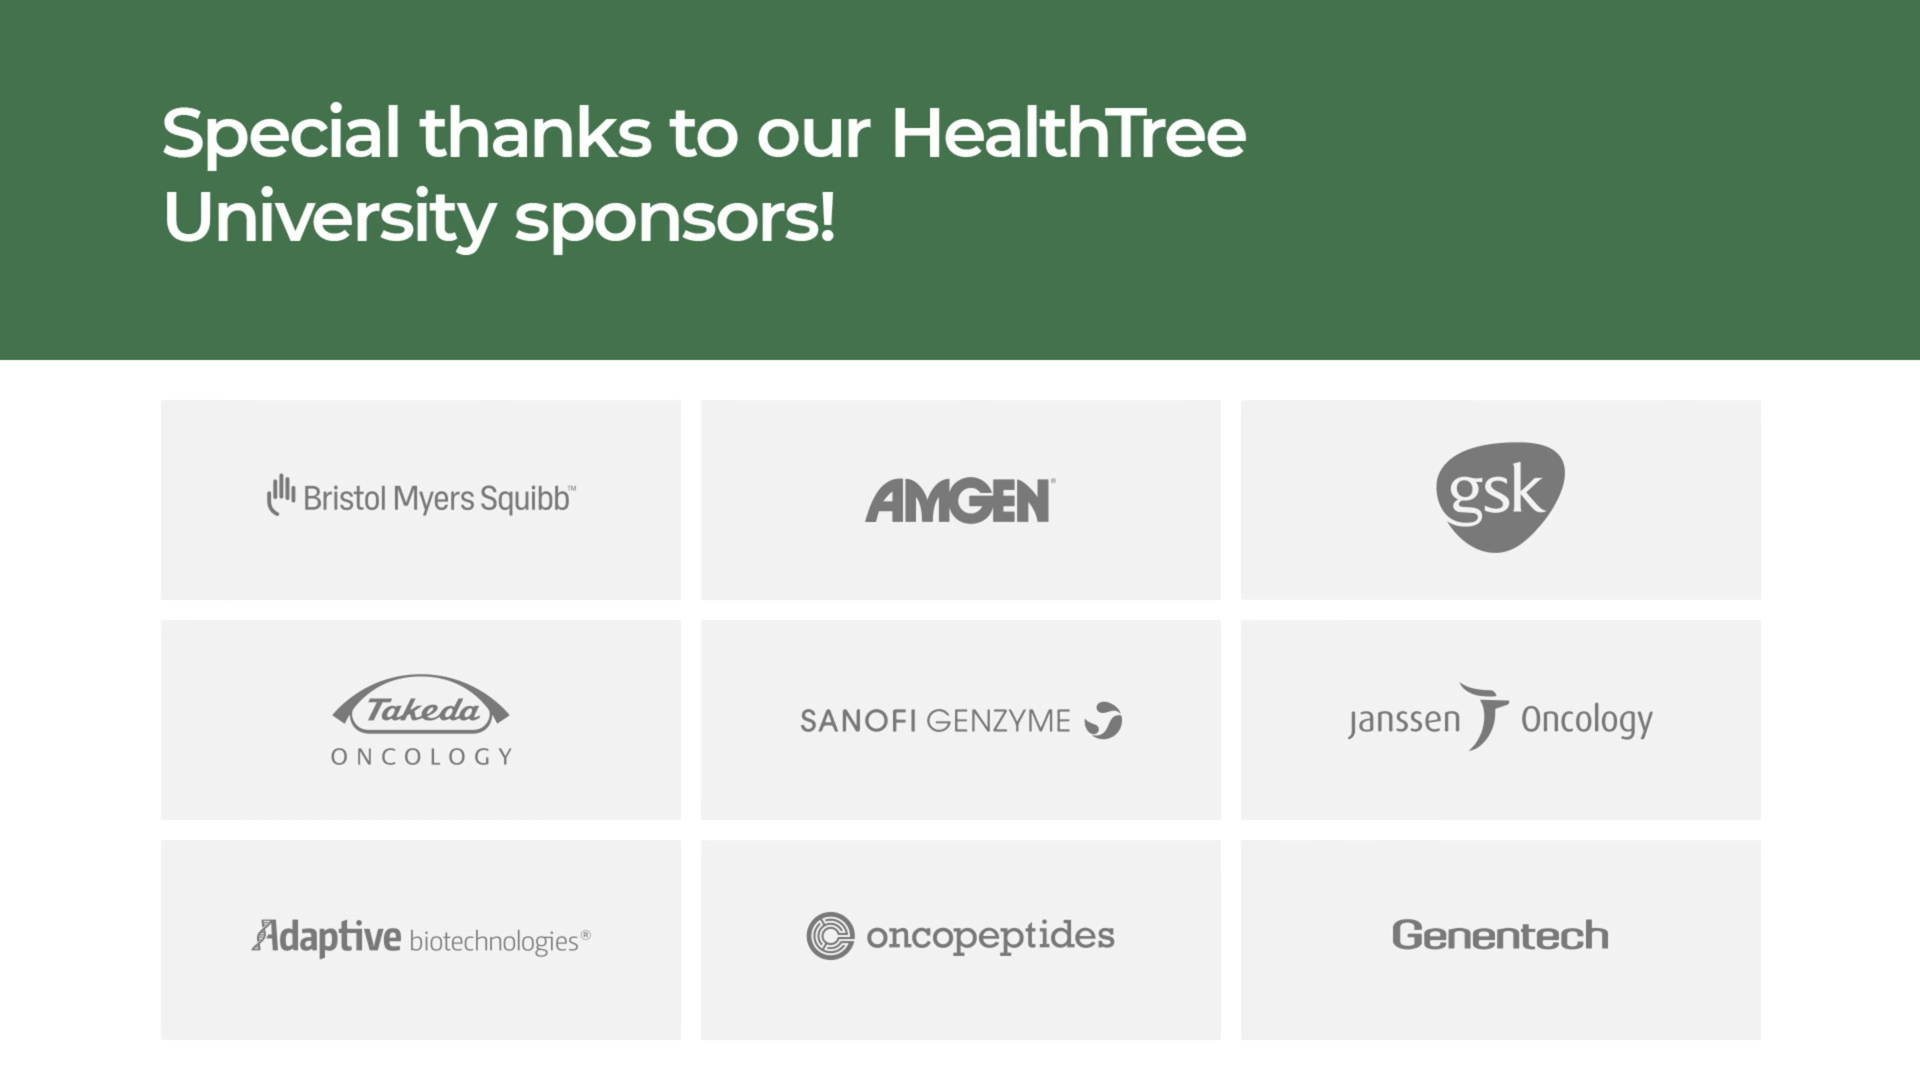 Special thanks to our HealthTree
University sponsors!
Bristol Myers Squibb™
AMGEN®
gsk
Takeda
ONCOLOGY
SANOFI GENZYME
janssen Oncology
Adaptive biotechnologies®
oncopeptides
Genentech